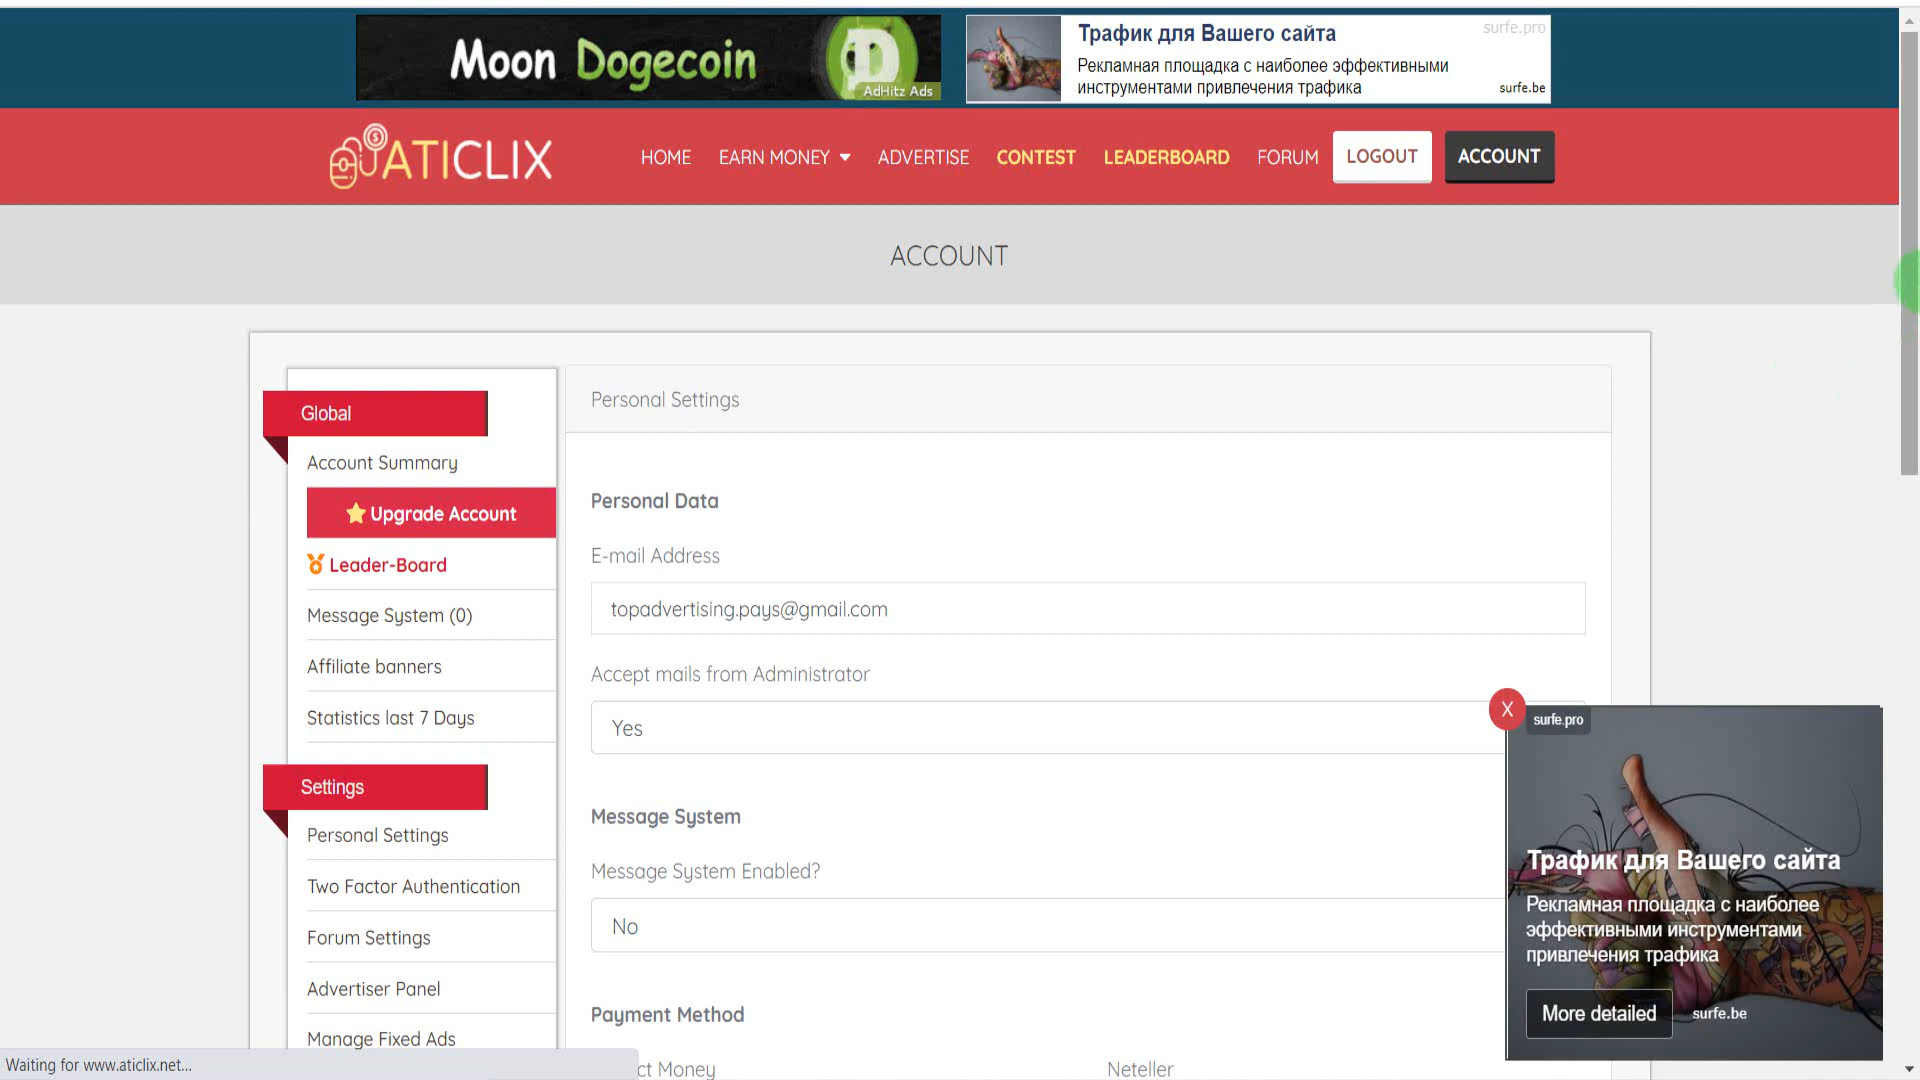 Moon Dogecoin
AdHitz Ads
Трафик для Вашего сайта
surfe.pro
Рекламная площадка с наиболее эффективными
инструментами привлечения трафика
surfe.be
ATICLIX
HOME
EARN MONEY
ADVERTISE
CONTEST
LEADERBOARD
FORUM
LOGOUT
ACCOUNT
ACCOUNT
Global
Account Summary
Upgrade Account
Leader-Board
Message System (0)
Affiliate banners
Statistics last 7 Days
Settings
Personal Settings
Two Factor Authentication
Forum Settings
Advertiser Panel
Manage Fixed Ads
Personal Settings
Personal Data
E-mail Address
topadvertising.pays@gmail.com
Accept mails from Administrator
Yes
Message System
Message System Enabled?
No
Payment Method
ct Money
Neteller
X
surfe.pro
Трафик для Вашего сайта
Рекламная площадка с наиболее
эффективными инструментами
привлечения трафика
More detailed
surfe.be
Waiting for www.aticlix.net...